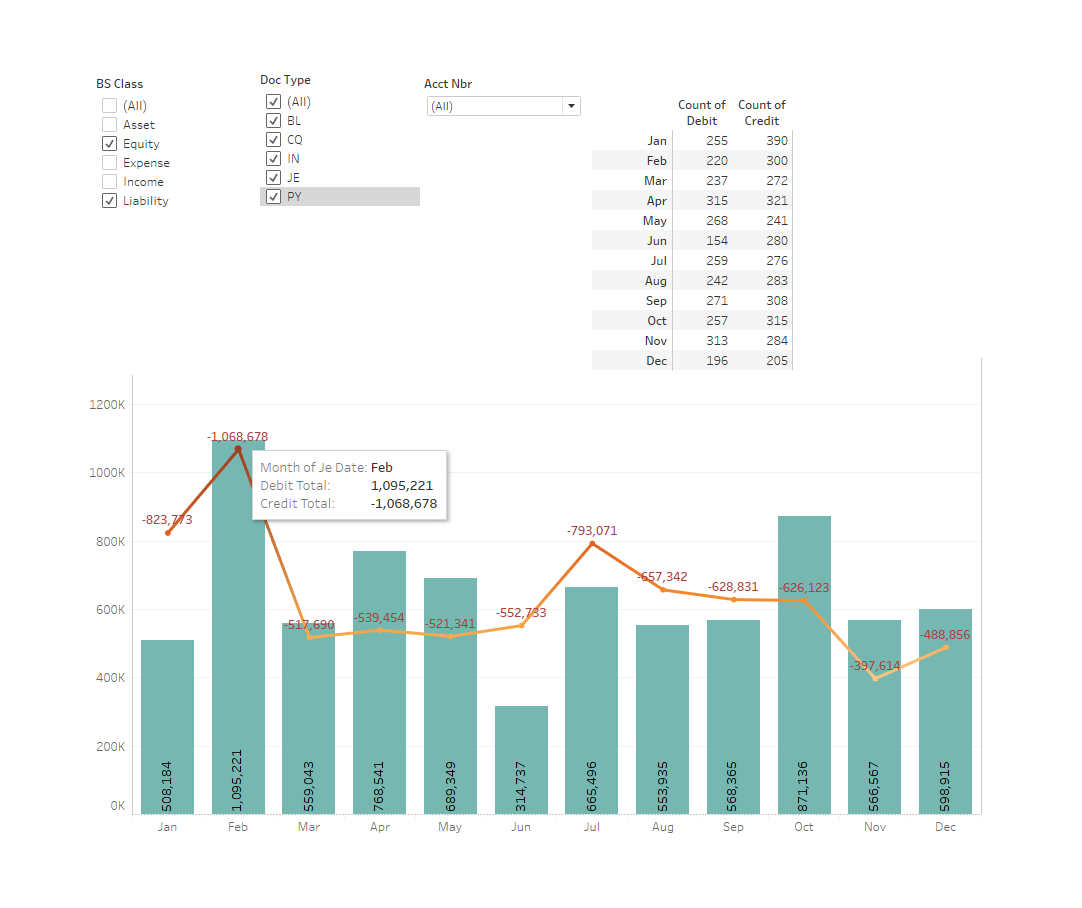 BS Class
(All)
Asset
Equity
Expense
Income
Liability
Doc Type
(All)
BL
CQ
IN
JE
PY
Acct Nbr
(All)
Count of Debit Count of Credit
Jan 255 390
Feb 220 300
Mar 237 272
Apr 315 321
May 268 241
Jun 154 280
Jul 259 276
Aug 242 283
Sep 271 308
Oct 257 315
Nov 313 284
Dec 196 205
1200K
1000K
800K
600K
400K
200K
0K
-823,773
-1,068,678
-517,690
-539,454
-521,341
-552,733
-793,071
-657,342
-628,831
-626,123
-397,614
-488,856
Month of Je Date: Feb
Debit Total: 1,095,221
Credit Total: -1,068,678
508,184
1,095,221
559,043
768,541
689,349
314,737
665,496
553,935
568,365
871,136
566,567
598,915
Jan Feb Mar Apr May Jun Jul Aug Sep Oct Nov Dec